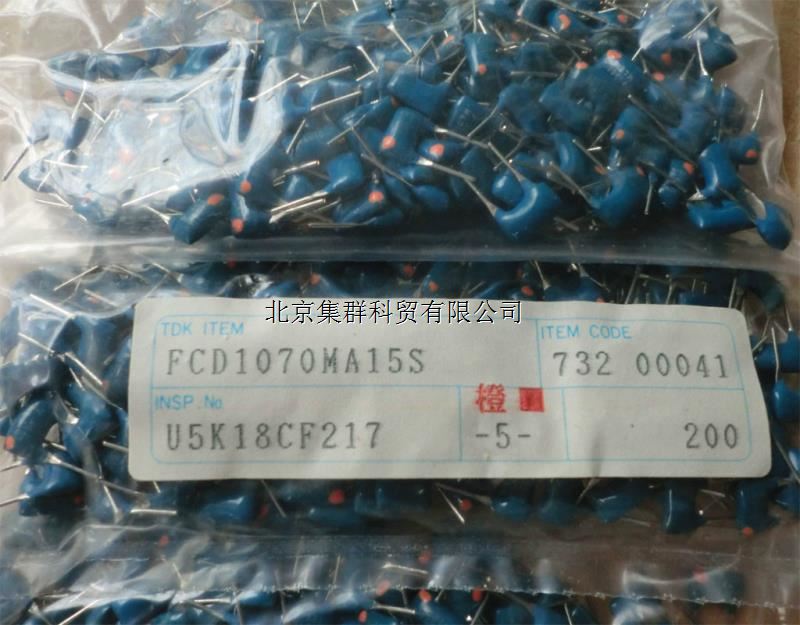 北京集群科贸有限公司
TDK ITEM
FCD1070MA15S
ITEM CODE
732 00041
INSP. No.
U5K18CF217
橙
-5-
200